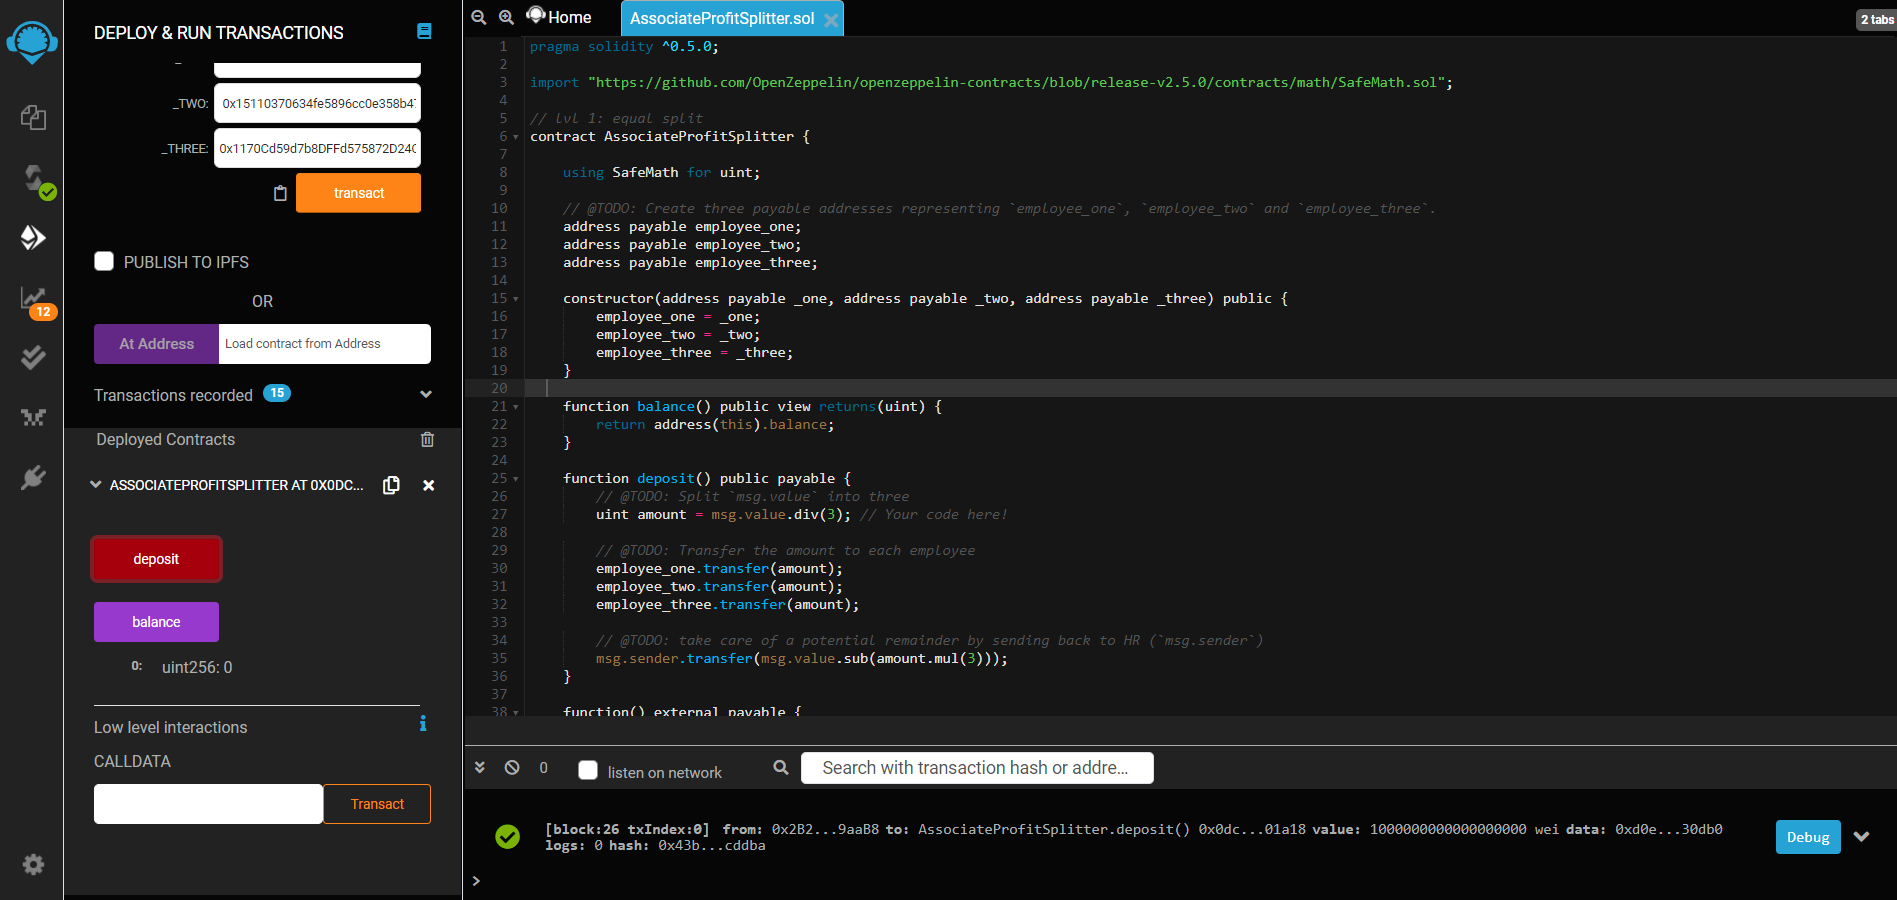 DEPLOY & RUN TRANSACTIONS
_TWO: 0x15110370634fe5896cc0e358b47
_THREE: 0x1170Cd59d7b8DFFd575872D24C
transact
PUBLISH TO IPFS
OR
At Address Load contract from Address
Transactions recorded 15
Deployed Contracts
ASSOCIATEPROFITSPLITTER AT 0X0DC...
deposit
balance
0: uint256: 0
Low level interactions
CALLDATA
Transact
12
Home
AssociateProfitSplitter.sol
2 tabs
1 pragma solidity ^0.5.0;
2
3 import "https://github.com/OpenZeppelin/openzeppelin-contracts/blob/release-v2.5.0/contracts/math/SafeMath.sol";
4
5 // lvl 1: equal split
6 contract AssociateProfitSplitter {
7
8 using SafeMath for uint;
9
10 // @TODO: Create three payable addresses representing `employee_one`, `employee_two` and `employee_three`.
11 address payable employee_one;
12 address payable employee_two;
13 address payable employee_three;
14
15 constructor(address payable _one, address payable _two, address payable _three) public {
16 employee_one = _one;
17 employee_two = _two;
18 employee_three = _three;
19 }
20
21 function balance() public view returns(uint) {
22 return address(this).balance;
23 }
24
25 function deposit() public payable {
26 // @TODO: Split `msg.value` into three
27 uint amount = msg.value.div(3); // Your code here!
28
29 // @TODO: Transfer the amount to each employee
30 employee_one.transfer(amount);
31 employee_two.transfer(amount);
32 employee_three.transfer(amount);
33
34 // @TODO: take care of a potential remainder by sending back to HR (`msg.sender`)
35 msg.sender.transfer(msg.value.sub(amount.mul(3)));
36 }
37
38 function() external payable {
0 listen on network Search with transaction hash or addre...
[block:26 txIndex:0] from: 0x2B2...9aaB8 to: AssociateProfitSplitter.deposit() 0x0dc...01a18 value: 1000000000000000000 wei data: 0xd0e...30db0
logs: 0 hash: 0x43b...cddba
Debug
>